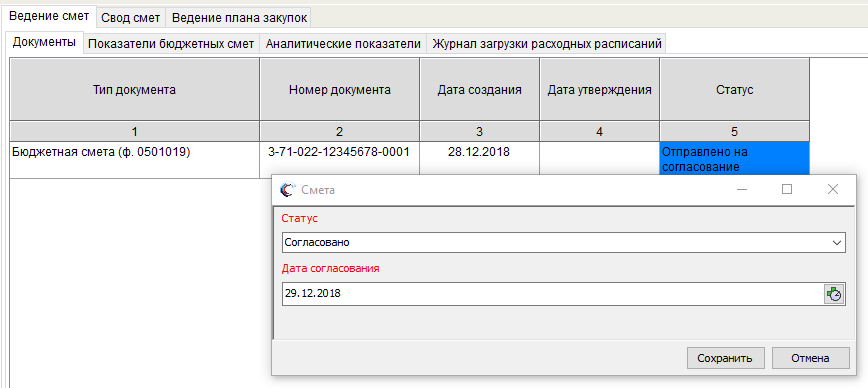 Ведение смет Свод смет Ведение плана закупок
Документы Показатели бюджетных смет Аналитические показатели Журнал загрузки расходных расписаний
Тип документа Номер документа Дата создания Дата утверждения Статус
1 2 3 4 5
Бюджетная смета (ф. 0501019) 3-71-022-12345678-0001 28.12.2018 Отправлено на
согласование
Смета
Статус
Согласовано
Дата согласования
29.12.2018
Сохранить Отмена